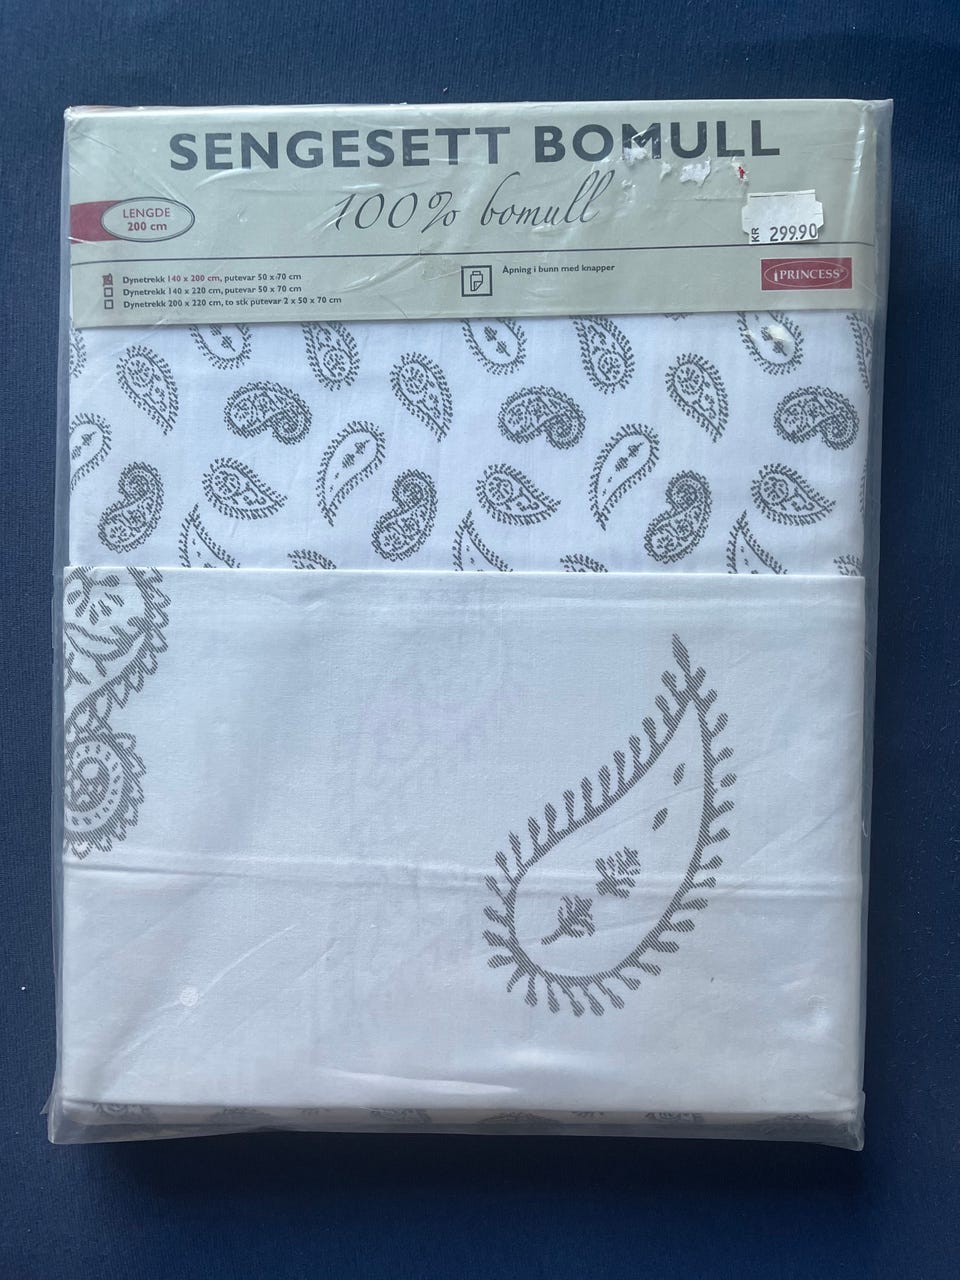 SENGESETT BOMULL
100% bomull
LENGDE
200 cm
KR 299.90
Dynetrekk 140 x 200 cm, putevar 50 x 70 cm
Dynetrekk 140 x 220 cm, putevar 50 x 70 cm
Dynetrekk 200 x 220 cm, to stk putevar 2 x 50 x 70 cm
Åpning i bunn med knapper
PRINCESS®